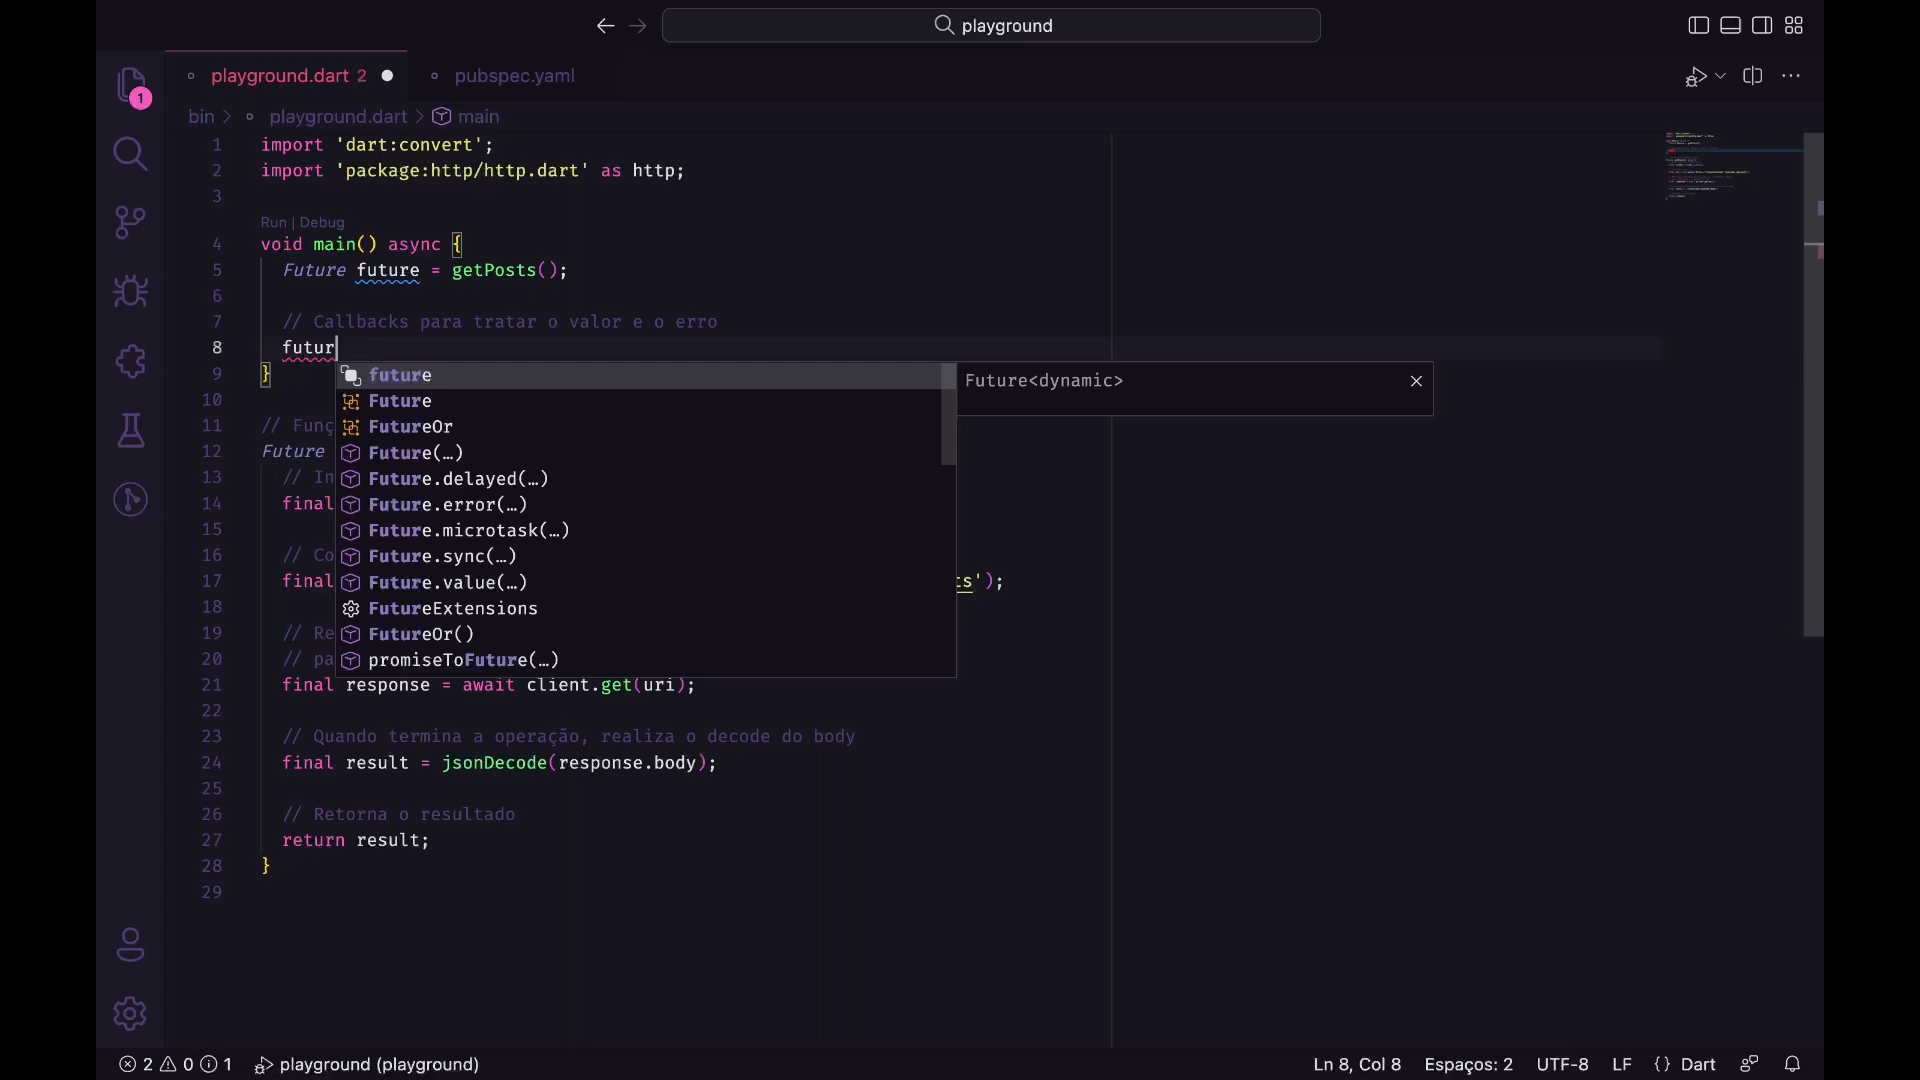 playground
playground.dart 2
pubspec.yaml
1
bin > playground.dart > main
1 import 'dart:convert';
2 import 'package:http/http.dart' as http;
3
Run | Debug
4 void main() async {
5 Future future = getPosts();
6
7 // Callbacks para tratar o valor e o erro
8 futur
9 }
future
Future<dynamic>
10 Future
11 // Funç
FutureOr
12 Future
Future(…)
13 // In
Future.delayed(…)
14 final
Future.error(…)
15 Future.microtask(…)
16 // Co
Future.sync(…)
17 final
Future.value(…)
ts');
18 FutureExtensions
19 // Re
FutureOr()
20 // pa
promiseToFuture(…)
21 final response = await client.get(uri);
22
23 // Quando termina a operação, realiza o decode do body
24 final result = jsonDecode(response.body);
25
26 // Retorna o resultado
27 return result;
28 }
29
2 0 1 playground (playground)
Ln 8, Col 8 Espaços: 2 UTF-8 LF {} Dart